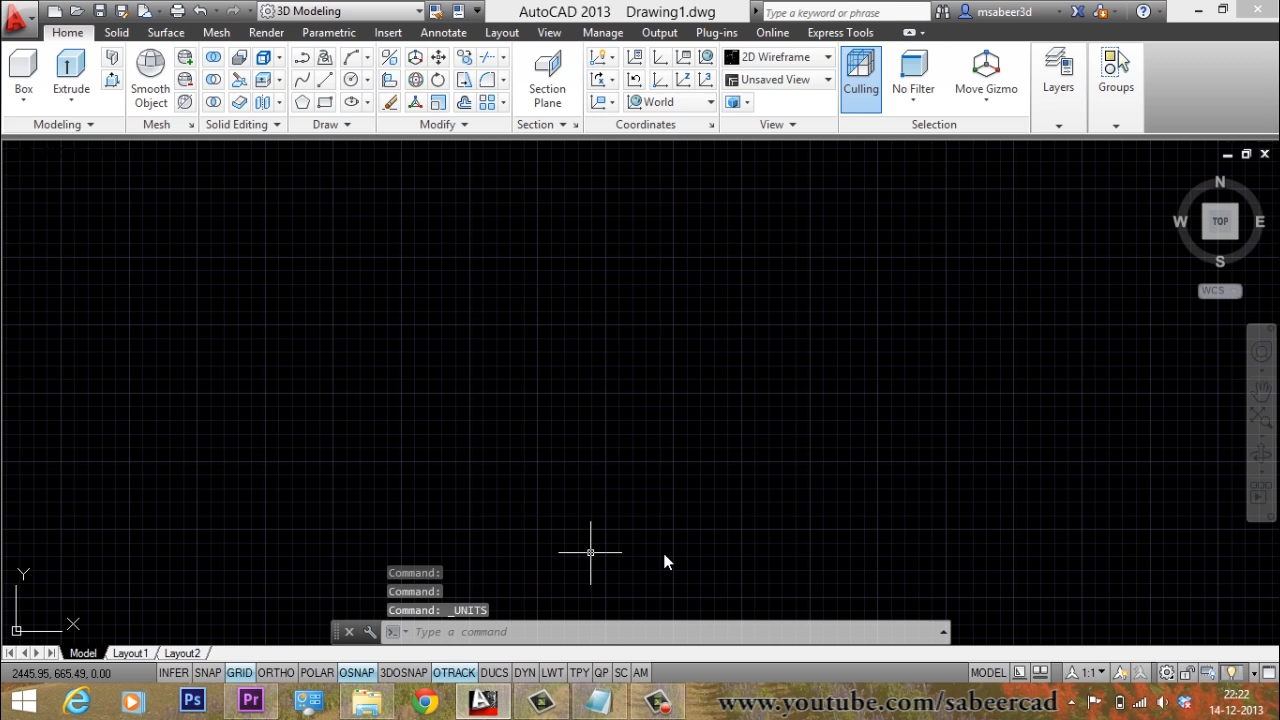 3D Modeling AutoCAD 2013 Drawing1.dwg Type a keyword or phrase msabeer3d
Home Solid Surface Mesh Render Parametric Insert Annotate Layout View Manage Output Plug-ins Online Express Tools
2D Wireframe
Unsaved View
World
Box Extrude Smooth Object Section Plane Culling No Filter Move Gizmo Layers Groups
Modeling Mesh Solid Editing Draw Modify Section Coordinates View Selection
N
W TOP E
S
WCS
Command:
Command:
Command: _UNITS
Y
X
Type a command
Model Layout1 Layout2
2445.95, 665.49, 0.00 INFER SNAP GRID ORTHO POLAR OSNAP 3DOSNAP OTRACK DUCS DYN LWT TPY QP SC AM MODEL 1:1
Ps Pr www.youtube.com/sabeercad 22:22
14-12-2013